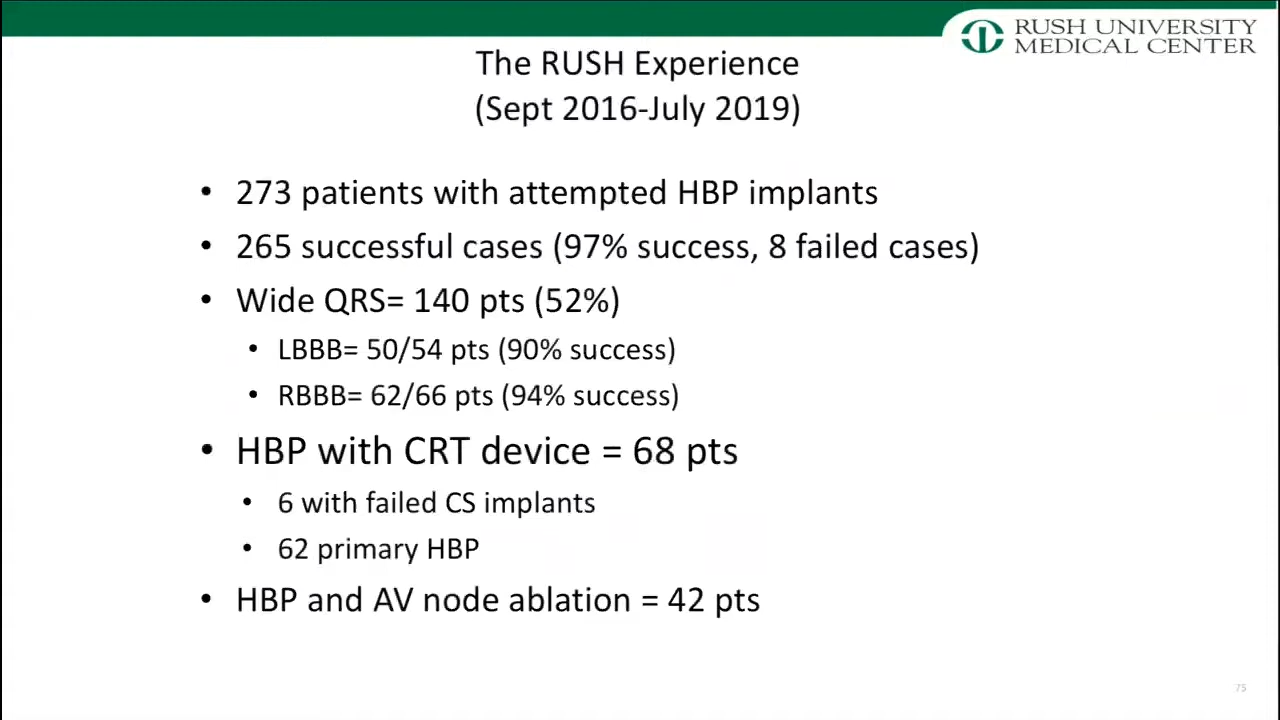 RUSH UNIVERSITY
MEDICAL CENTER
The RUSH Experience
(Sept 2016-July 2019)
• 273 patients with attempted HBP implants
• 265 successful cases (97% success, 8 failed cases)
• Wide QRS= 140 pts (52%)
• LBBB= 50/54 pts (90% success)
• RBBB= 62/66 pts (94% success)
• HBP with CRT device = 68 pts
• 6 with failed CS implants
• 62 primary HBP
• HBP and AV node ablation = 42 pts
75